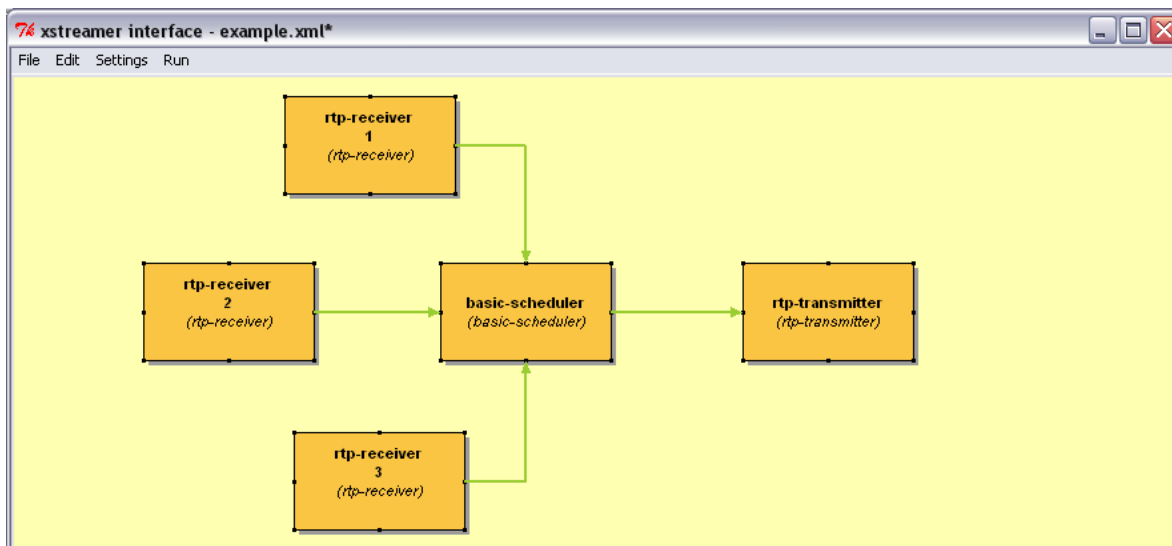 xstreamer interface - example.xml*
File Edit Settings Run
rtp-receiver
1
(rtp-receiver)
rtp-receiver
2
(rtp-receiver)
basic-scheduler
(basic-scheduler)
rtp-transmitter
(rtp-transmitter)
rtp-receiver
3
(rtp-receiver)